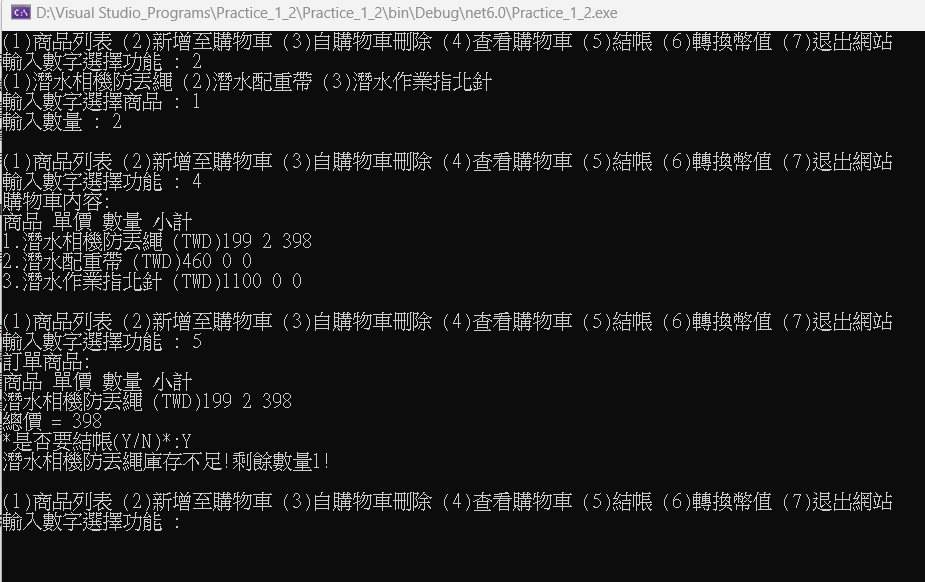 D:\Visual Studio_Programs\Practice_1_2\Practice_1_2\bin\Debug\net6.0\Practice_1_2.exe
(1)商品列表 (2)新增至購物車 (3)自購物車刪除 (4)查看購物車 (5)結帳 (6)轉換幣值 (7)退出網站
輸入數字選擇功能 : 2
(1)潛水相機防丟繩 (2)潛水配重帶 (3)潛水作業指北針
輸入數字選擇商品 : 1
輸入數量 : 2
(1)商品列表 (2)新增至購物車 (3)自購物車刪除 (4)查看購物車 (5)結帳 (6)轉換幣值 (7)退出網站
輸入數字選擇功能 : 4
購物車內容:
商品 單價 數量 小計
1.潛水相機防丟繩 (TWD)199 2 398
2.潛水配重帶 (TWD)460 0 0
3.潛水作業指北針 (TWD)1100 0 0
(1)商品列表 (2)新增至購物車 (3)自購物車刪除 (4)查看購物車 (5)結帳 (6)轉換幣值 (7)退出網站
輸入數字選擇功能 : 5
訂單商品:
商品 單價 數量 小計
潛水相機防丟繩 (TWD)199 2 398
總價 = 398
*是否要結帳(Y/N)*:Y
潛水相機防丟繩庫存不足!剩餘數量1!
(1)商品列表 (2)新增至購物車 (3)自購物車刪除 (4)查看購物車 (5)結帳 (6)轉換幣值 (7)退出網站
輸入數字選擇功能 :